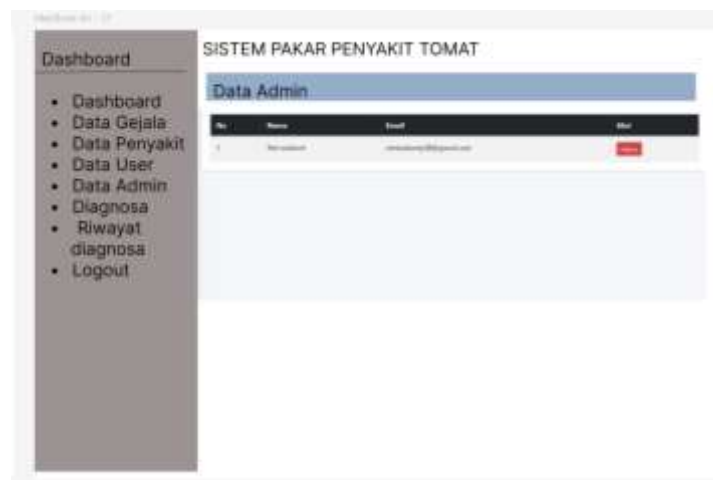 Dashboard
SISTEM PAKAR PENYAKIT TOMAT
Data Admin
No Nama Email Aksi
1
• Dashboard
• Data Gejala
• Data Penyakit
• Data User
• Data Admin
• Diagnosa
• Riwayat
diagnosa
• Logout